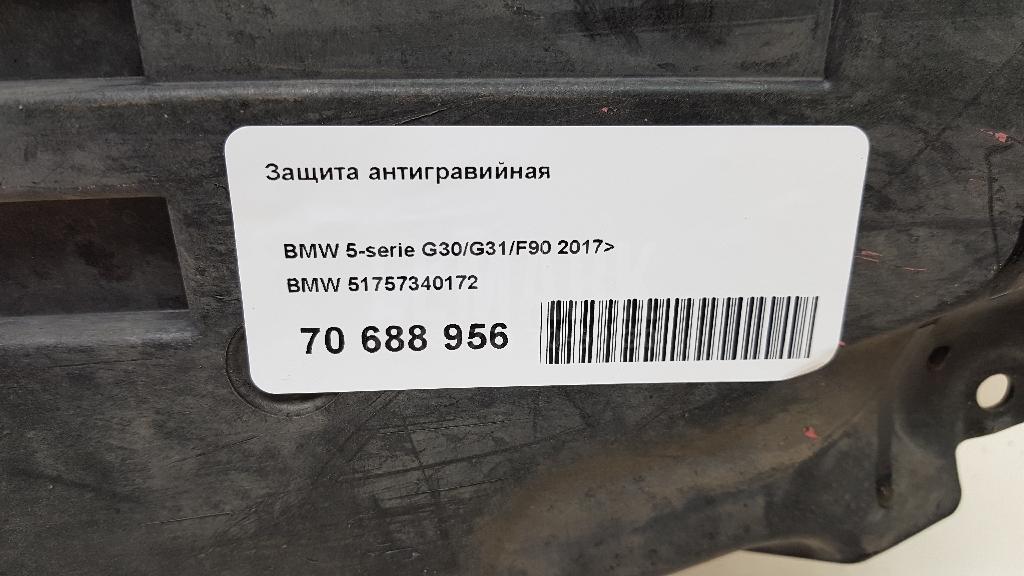 Защита антигравийная
BMW 5-serie G30/G31/F90 2017>
BMW 51757340172
70 688 956